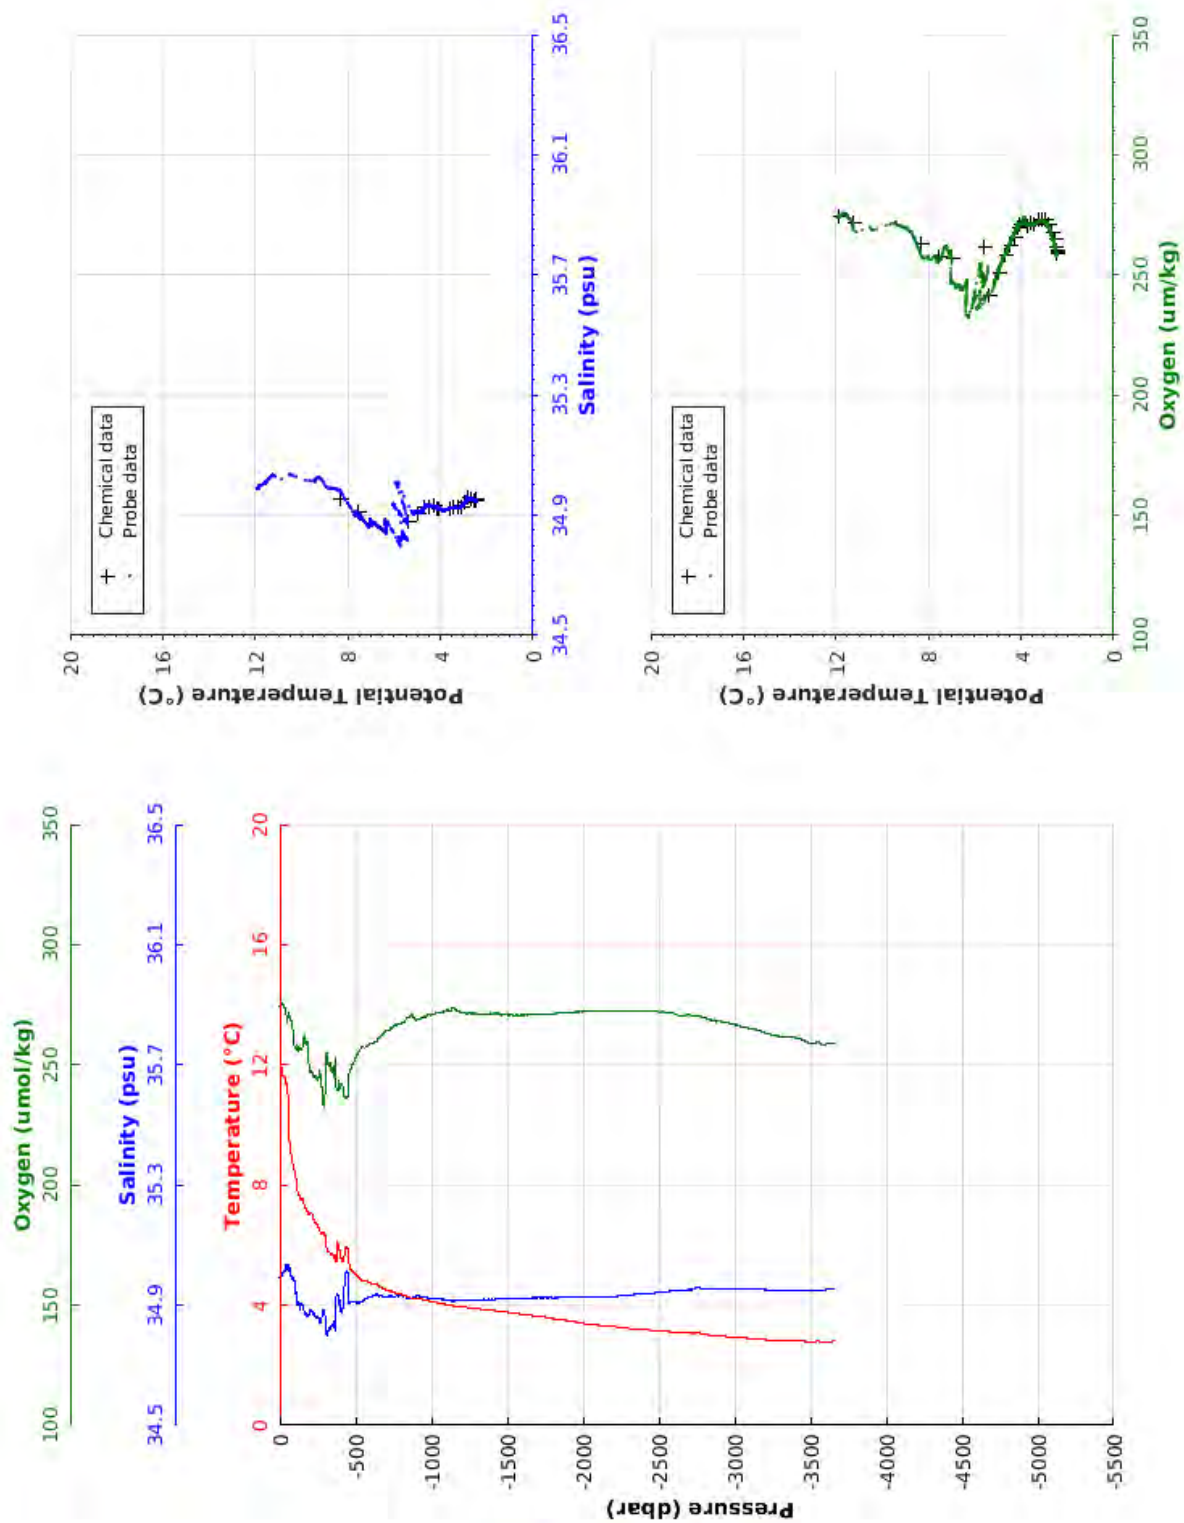 Oxygen (umol/kg)
100 150 200 250 300 350
Salinity (psu)
34.5 34.9 35.3 35.7 36.1 36.5
Temperature (°C)
0 4 8 12 16 20
0
-500
-1000
-1500
-2000
-2500
-3000
-3500
-4000
-4500
-5000
-5500
Pressure (dbar)
20
16
12
8
4
0
Potential Temperature (°C)
Chemical data
Probe data
34.5 34.9 35.3 35.7 36.1 36.5
Salinity (psu)
20
16
12
8
4
0
Potential Temperature (°C)
Chemical data
Probe data
100 150 200 250 300 350
Oxygen (um/kg)